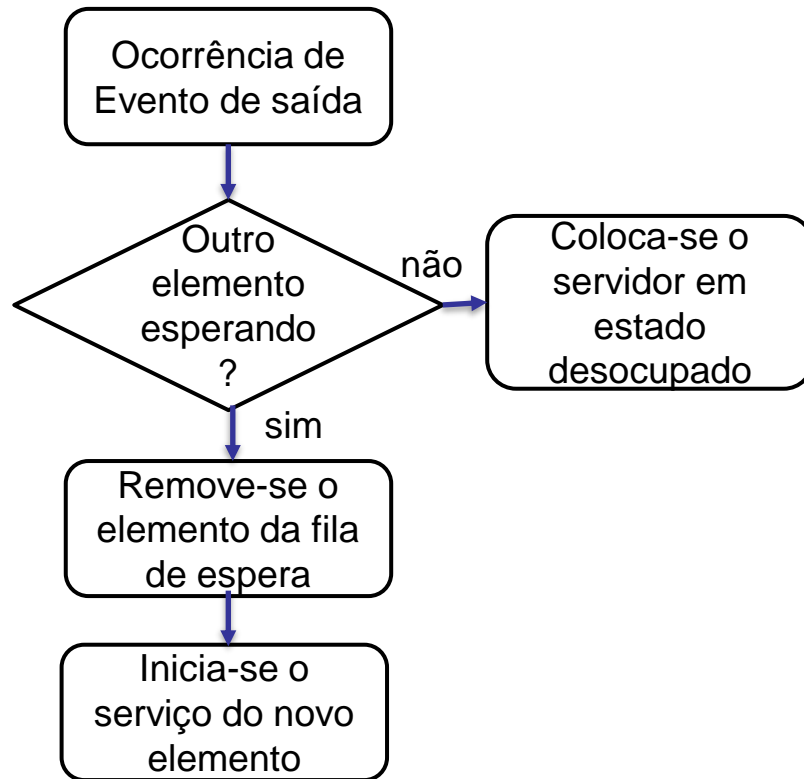 Ocorrência de
Evento de saída
Outro
elemento
esperando
?
não
Coloca-se o
servidor em
estado
desocupado
sim
Remove-se o
elemento da fila
de espera
Inicia-se o
serviço do novo
elemento